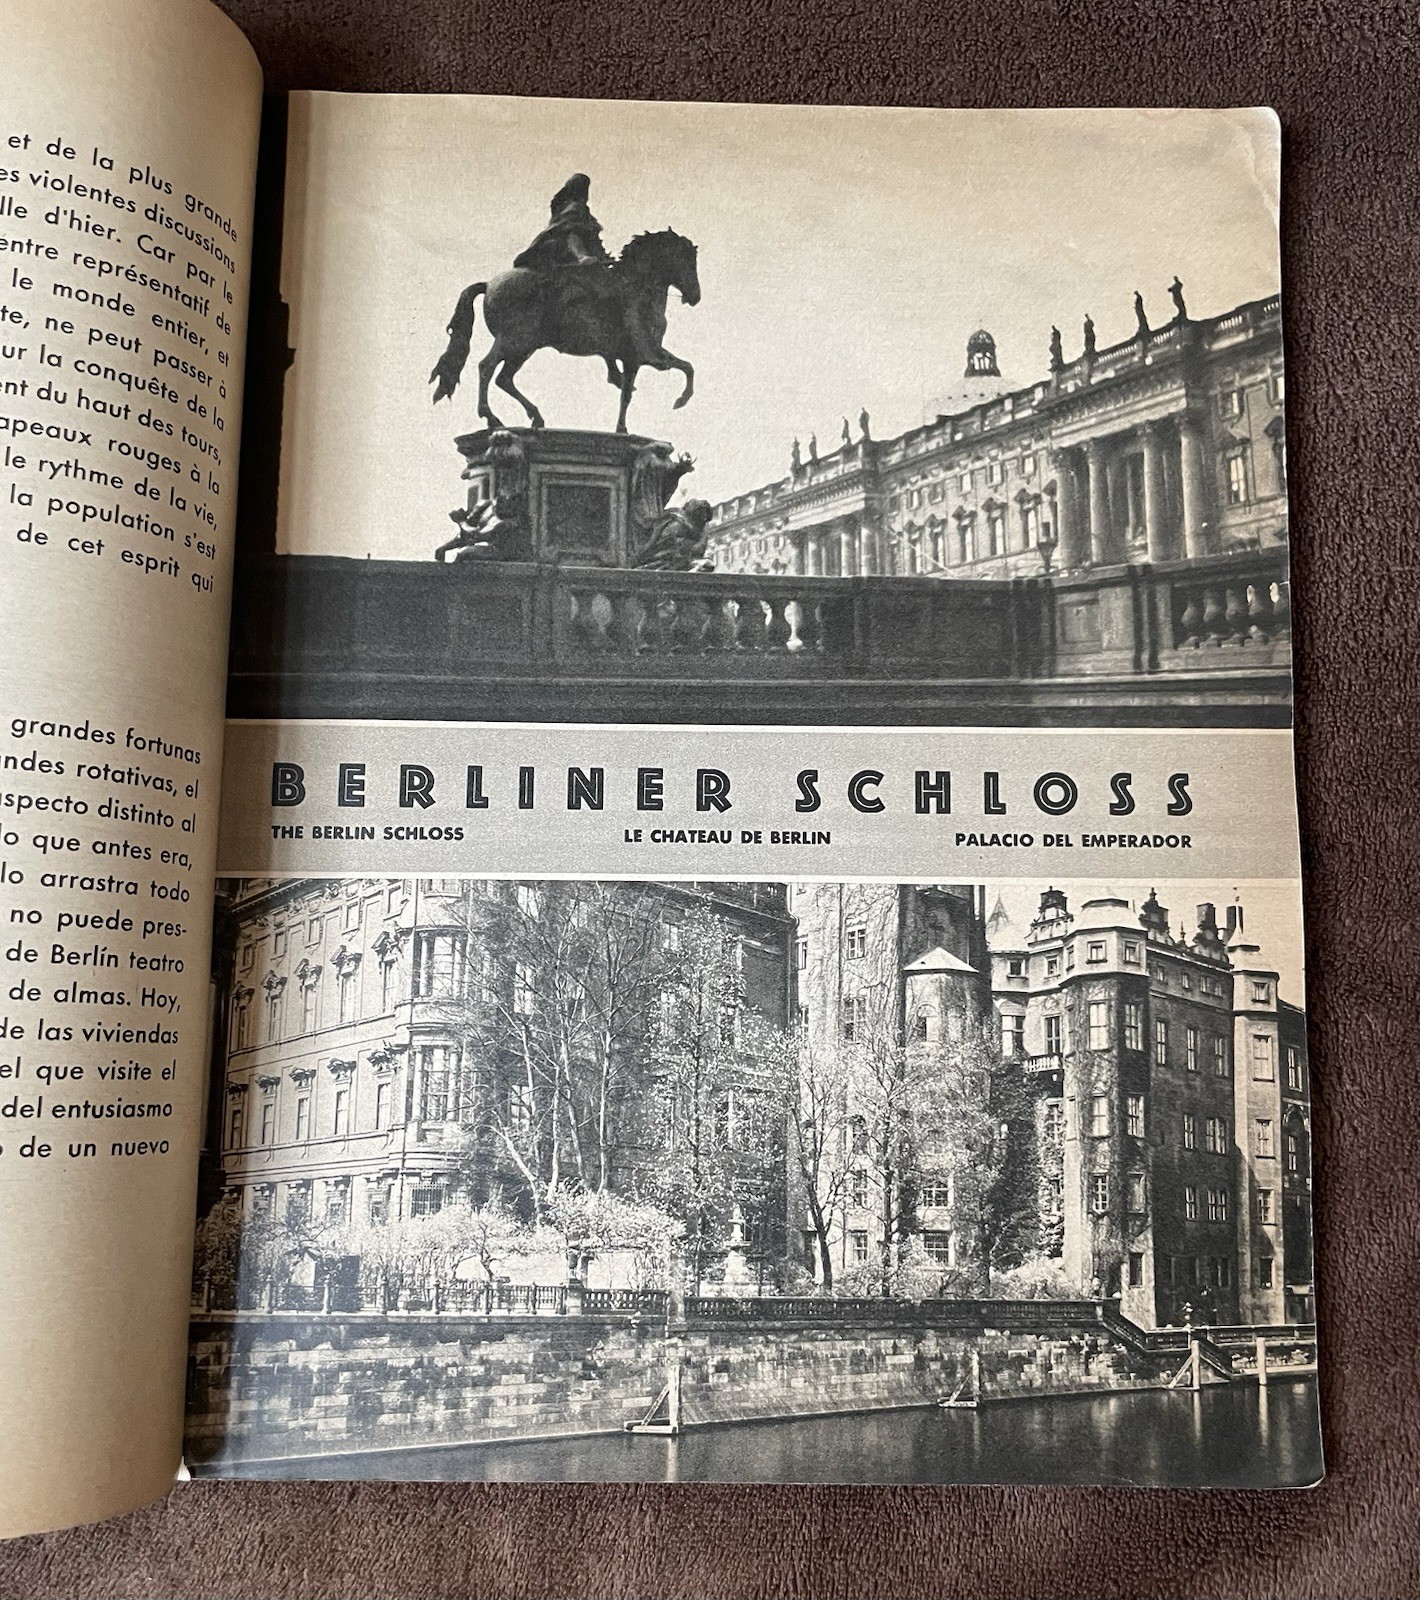 et de la plus grande
es violentes discussions
lle d'hier. Car par le
entre représentatif de
le monde entier, et
te, ne peut passer à
ur la conquête de la
ent du haut des tours,
apeaux rouges à la
le rythme de la vie,
la population s'est
de cet esprit qui
grandes fortunas
ndes rotativas, el
aspecto distinto al
lo que antes era,
lo arrastra todo
no puede pres-
de Berlín teatro
de almas. Hoy,
de las viviendas
el que visite el
del entusiasmo
de un nuevo
BERLINER SCHLOSS
THE BERLIN SCHLOSS LE CHATEAU DE BERLIN PALACIO DEL EMPERADOR